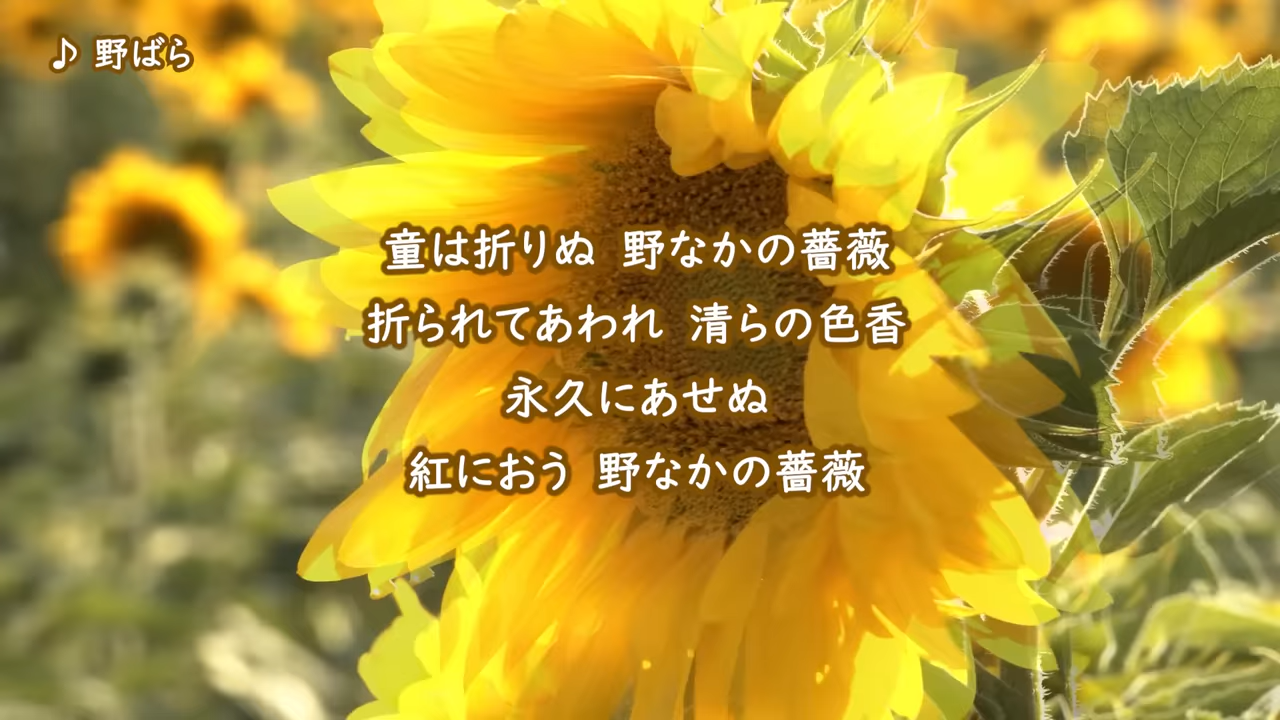 ♪ 野ばら
童は折りぬ 野なかの薔薇
折られてあわれ 清らの色香
永久にあせぬ
紅におう 野なかの薔薇